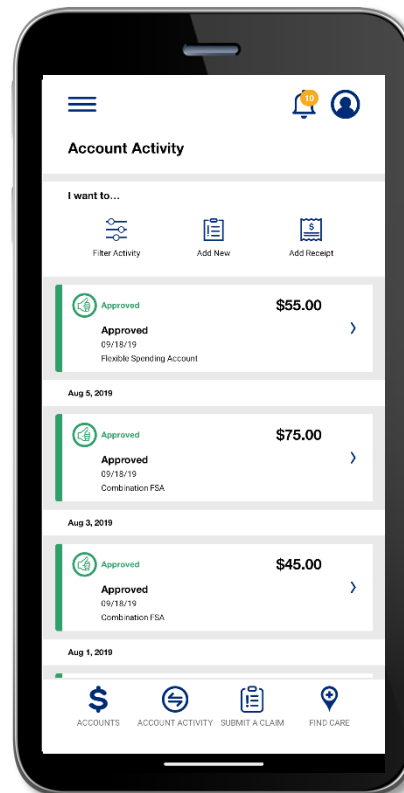 10
Account Activity
I want to...
Filter Activity
Add New
$
Add Receipt
Approved
$55.00
Approved
09/18/19
Flexible Spending Account
Aug 5, 2019
Approved
$75.00
Approved
09/18/19
Combination FSA
Aug 3, 2019
Approved
$45.00
Approved
09/18/19
Combination FSA
Aug 1, 2019
$
ACCOUNTS
ACCOUNT ACTIVITY
SUBMIT A CLAIM
FIND CARE